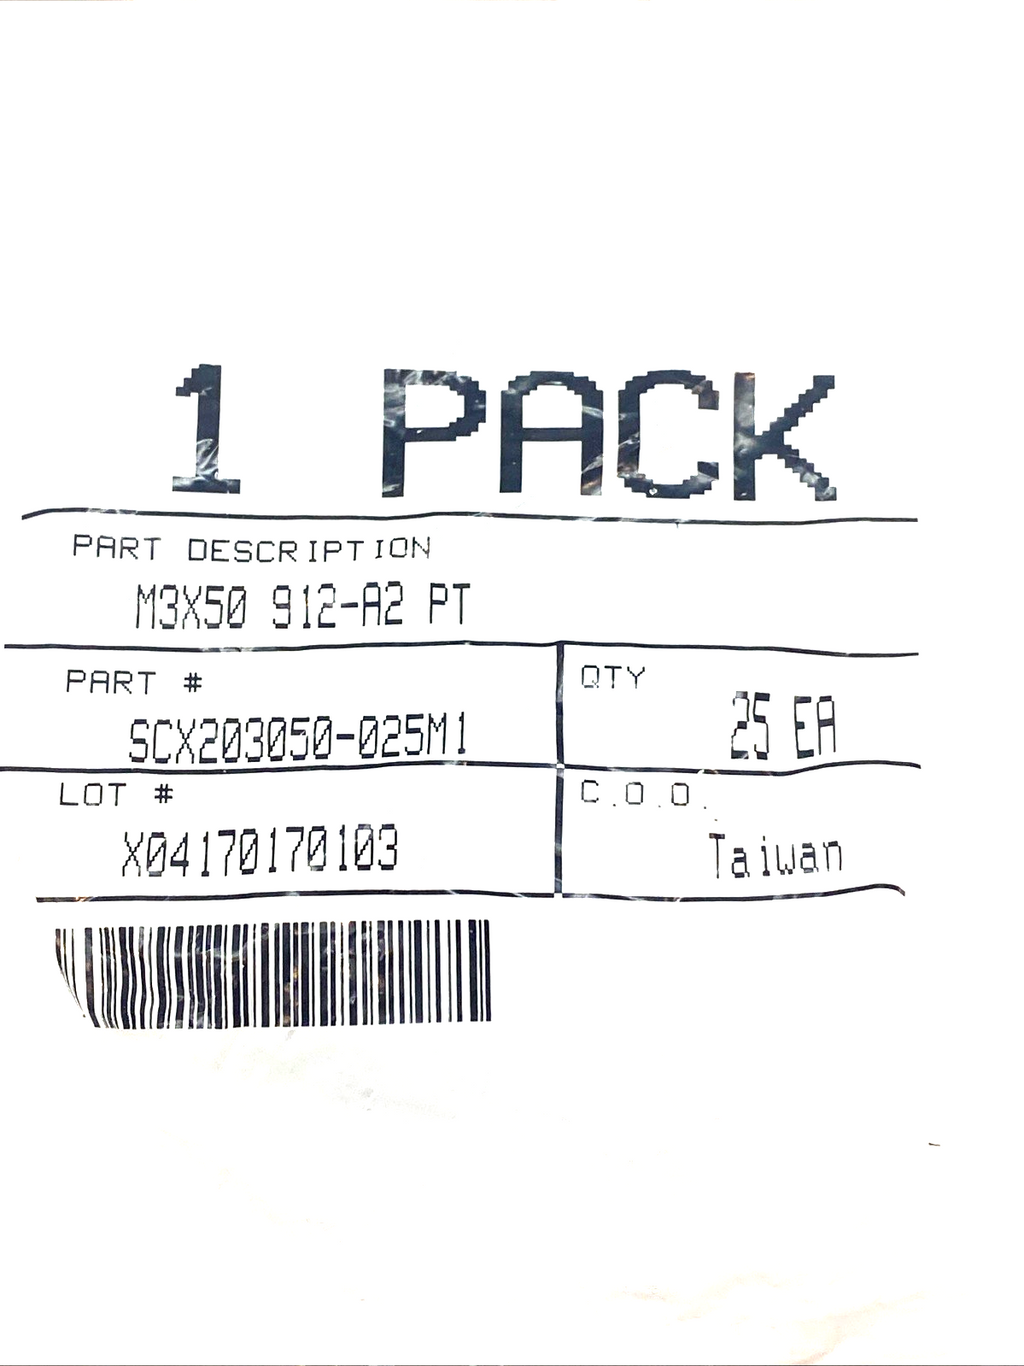 1 PACK
PART DESCRIPTION
M3X50 912-A2 PT
PART #
QTY
SCX203050-025M1
25 EA
LOT #
C.O.O.
X04170170103
Taiwan